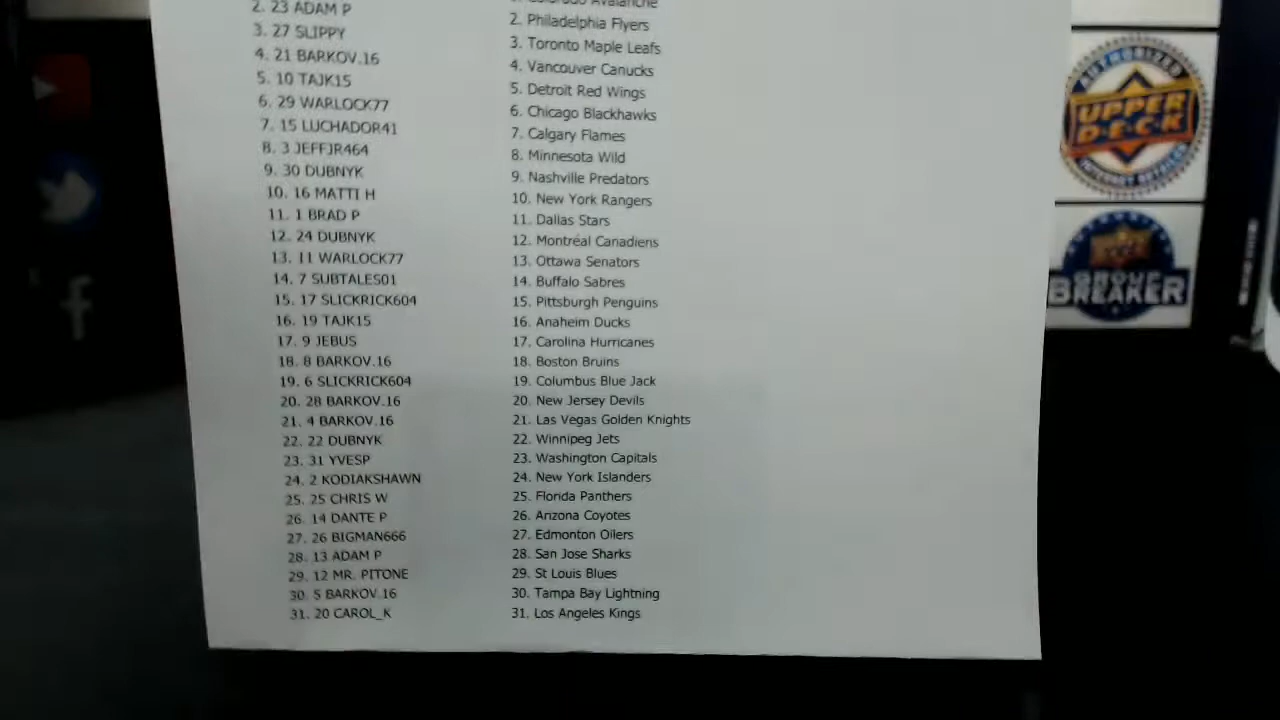 2. 23 ADAM P
3. 27 SLIPPY
4. 21 BARKOV.16
5. 10 TAJK15
6. 29 WARLOCK77
7. 15 LUCHADOR41
8. 3 JEFFJR464
9. 30 DUBNYK
10. 16 MATTI H
11. 1 BRAD P
12. 24 DUBNYK
13. 11 WARLOCK77
14. 7 SUBTALES01
15. 17 SLICKRICK604
16. 19 TAJK15
17. 9 JEBUS
18. 8 BARKOV.16
19. 6 SLICKRICK604
20. 28 BARKOV.16
21. 4 BARKOV.16
22. 22 DUBNYK
23. 31 YVESP
24. 2 KODIAKSHAWN
25. 25 CHRIS W
26. 14 DANTE P
27. 26 BIGMAN666
28. 13 ADAM P
29. 12 MR. PITONE
30. 5 BARKOV.16
31. 20 CAROL_K
Colorado Avalanche
2. Philadelphia Flyers
3. Toronto Maple Leafs
4. Vancouver Canucks
5. Detroit Red Wings
6. Chicago Blackhawks
7. Calgary Flames
8. Minnesota Wild
9. Nashville Predators
10. New York Rangers
11. Dallas Stars
12. Montréal Canadiens
13. Ottawa Senators
14. Buffalo Sabres
15. Pittsburgh Penguins
16. Anaheim Ducks
17. Carolina Hurricanes
18. Boston Bruins
19. Columbus Blue Jack
20. New Jersey Devils
21. Las Vegas Golden Knights
22. Winnipeg Jets
23. Washington Capitals
24. New York Islanders
25. Florida Panthers
26. Arizona Coyotes
27. Edmonton Oilers
28. San Jose Sharks
29. St Louis Blues
30. Tampa Bay Lightning
31. Los Angeles Kings
AUTHORIZED
UPPER
DECK
INTERNET RETAILER
GROUP
BREAKER